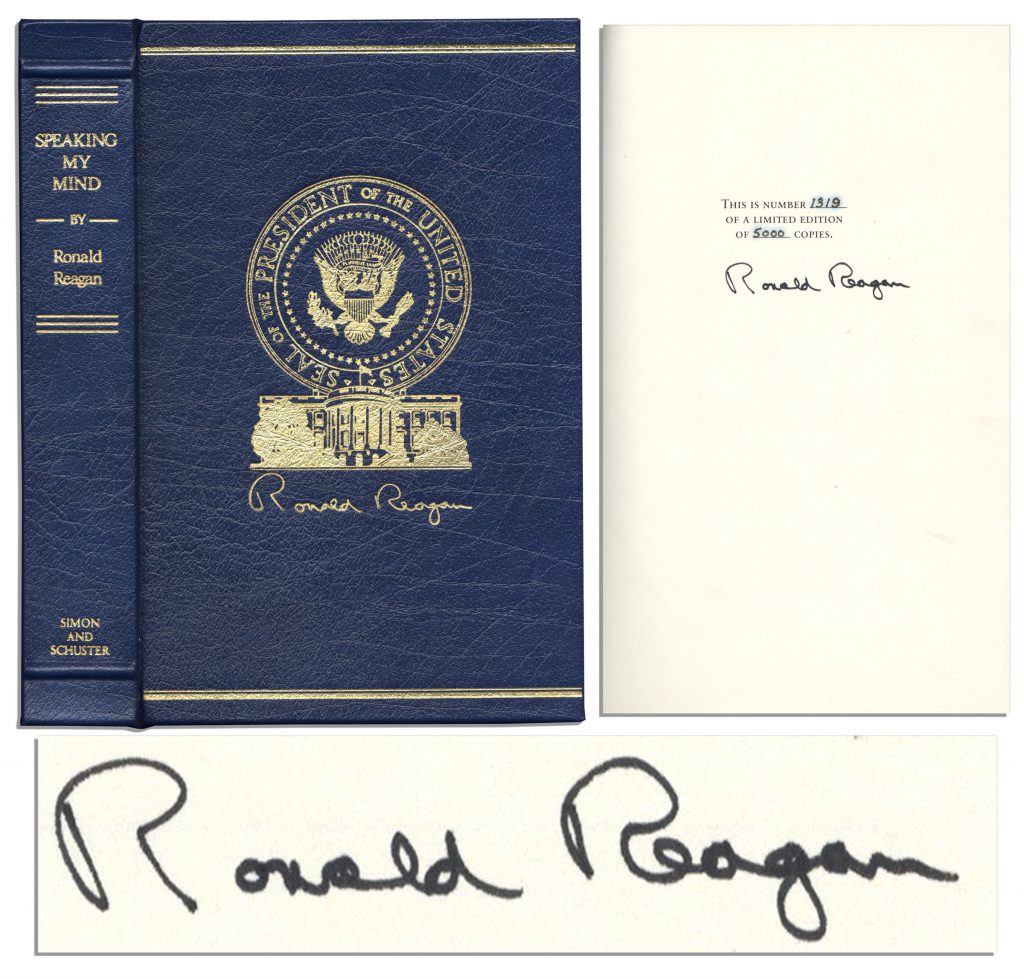 SPEAKING
MY
MIND
BY
Ronald
Reagan
SIMON
AND
SCHUSTER
SEAL OF THE PRESIDENT OF THE UNITED STATES
Ronald Reagan
THIS IS NUMBER 1319
OF A LIMITED EDITION
OF 5000 COPIES.
Ronald Reagan
Ronald Reagan